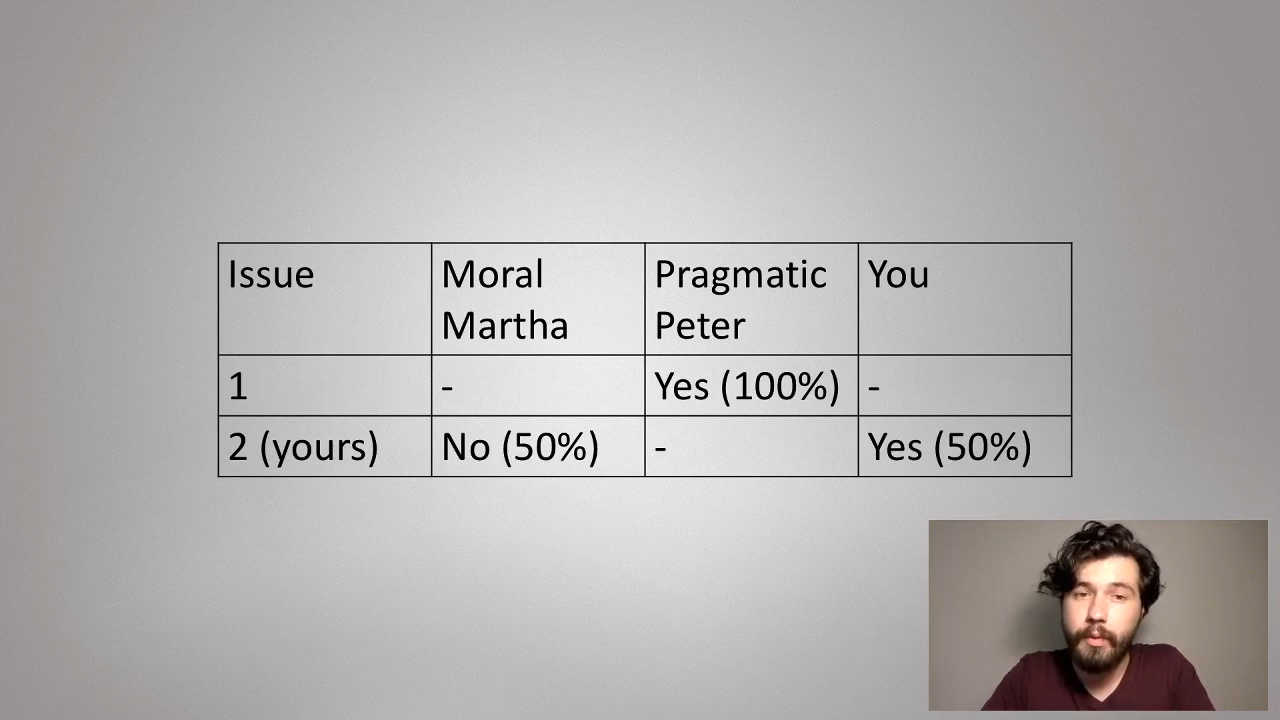 Issue Moral Martha Pragmatic Peter You
1 - Yes (100%) -
2 (yours) No (50%) - Yes (50%)